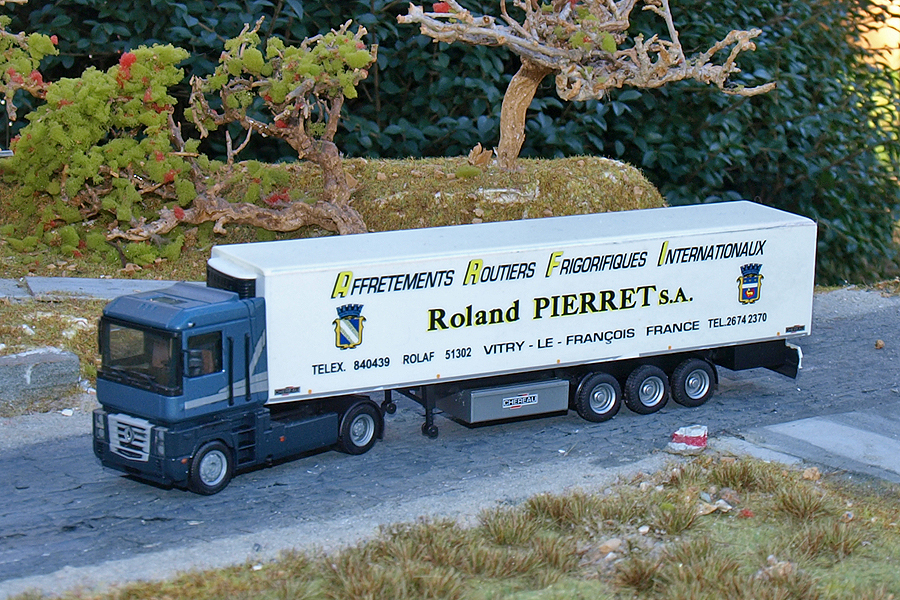 AFFRETEMENTS ROUTIERS FRIGORIFIQUES INTERNATIONAUX
Roland PIERRET S.A.
TELEX. 840439 ROLAF 51302 VITRY - LE - FRANÇOIS FRANCE TEL.2674 2370
CHEREAU